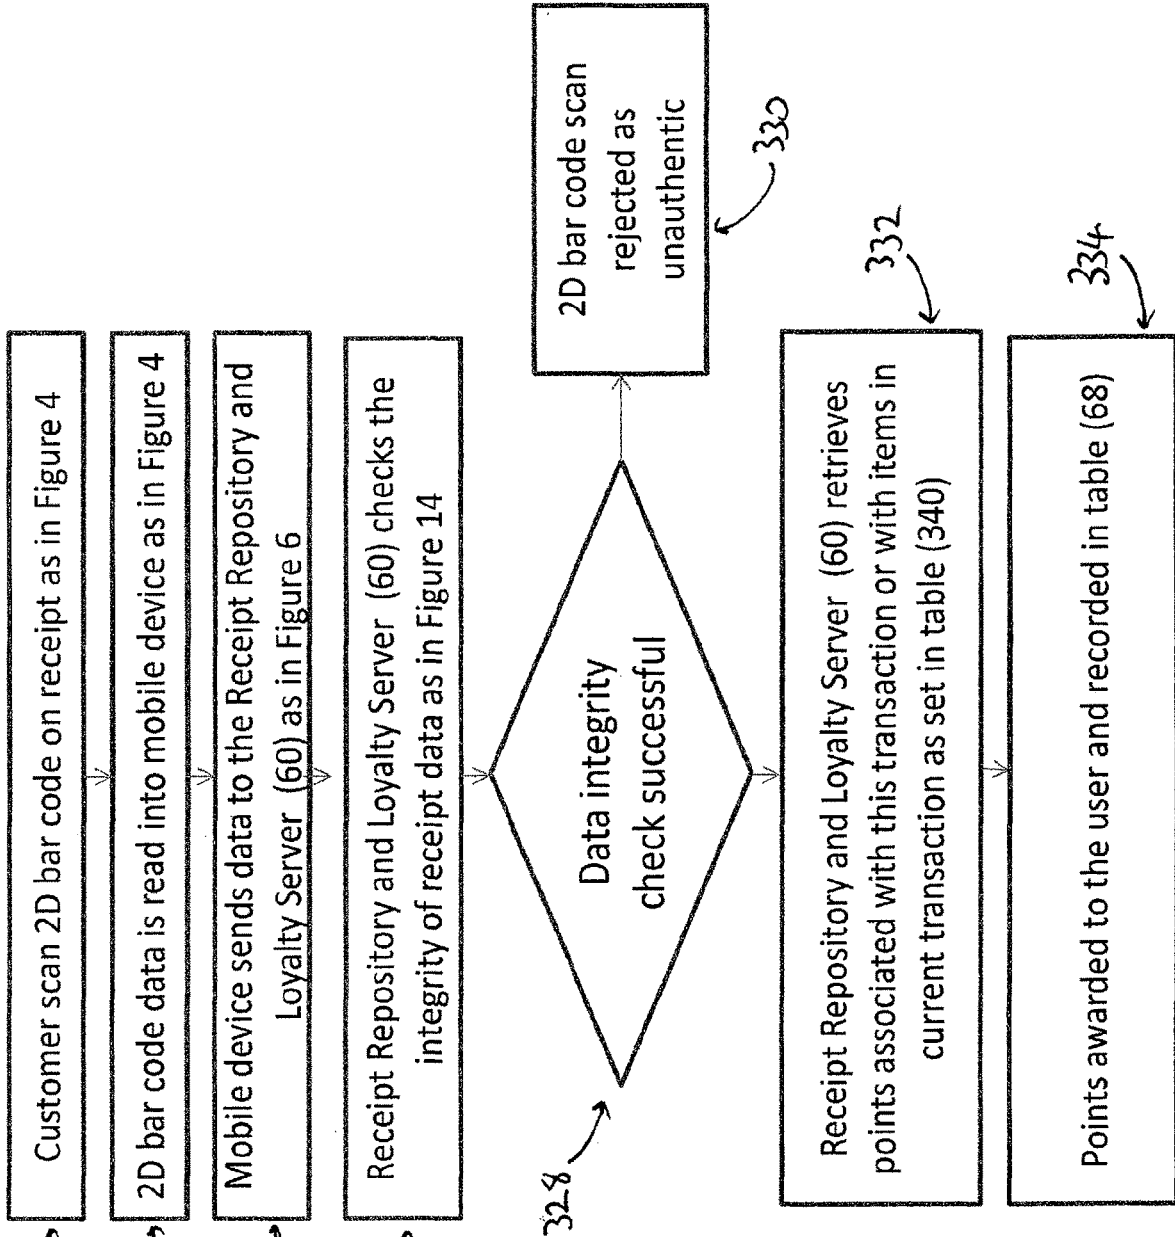 Customer scan 2D bar code on receipt as in Figure 4
2D bar code data is read into mobile device as in Figure 4
Mobile device sends data to the Receipt Repository and
Loyalty Server (60) as in Figure 6
Receipt Repository and Loyalty Server (60) checks the
integrity of receipt data as in Figure 14
Data integrity
check successful
328
2D bar code scan
rejected as
unauthentic
330
Receipt Repository and Loyalty Server (60) retrieves
points associated with this transaction or with items in
current transaction as set in table (340)
332
Points awarded to the user and recorded in table (68)
334